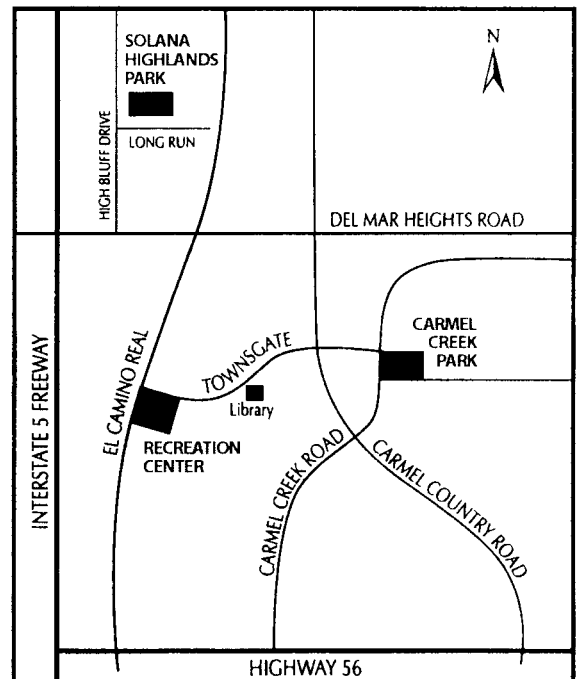 SOLANA
HIGHLANDS
PARK
N
LONG RUN
HIGH BLUFF DRIVE
DEL MAR HEIGHTS ROAD
INTERSTATE 5 FREEWAY
EL CAMINO REAL
TOWNSGATE
CARMEL
CREEK
PARK
Library
RECREATION
CENTER
CARMEL CREEK ROAD
CARMEL COUNTRY ROAD
HIGHWAY 56